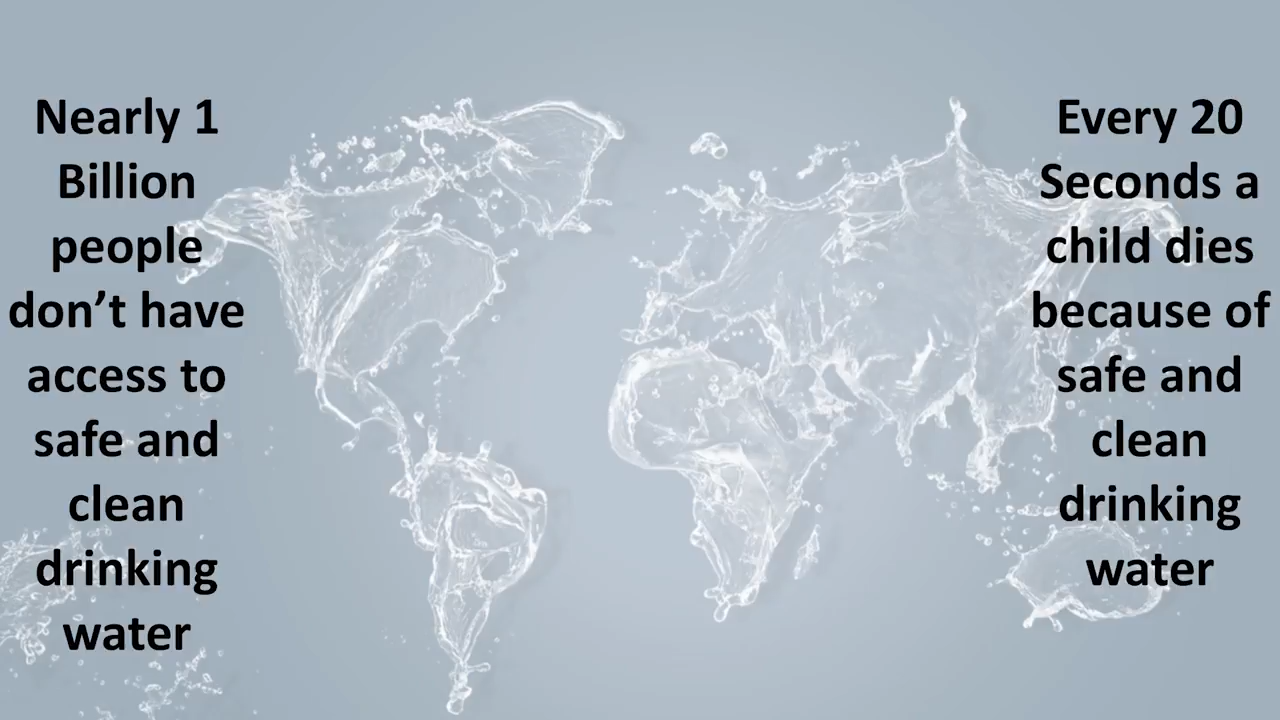 Nearly 1
Billion
people
don’t have
access to
safe and
clean
drinking
water
Every 20
Seconds a
child dies
because of
safe and
clean
drinking
water